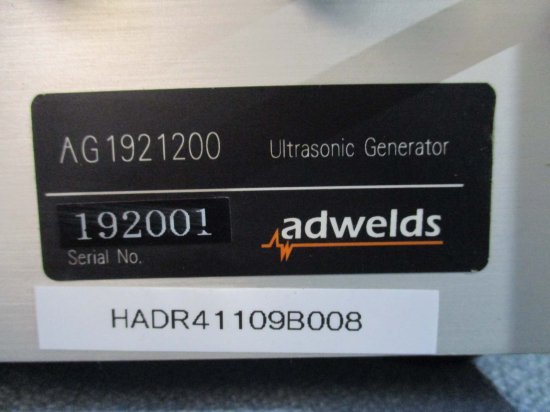 AG1921200 Ultrasonic Generator
192001
Serial No.
adwelds
HADR41109B008